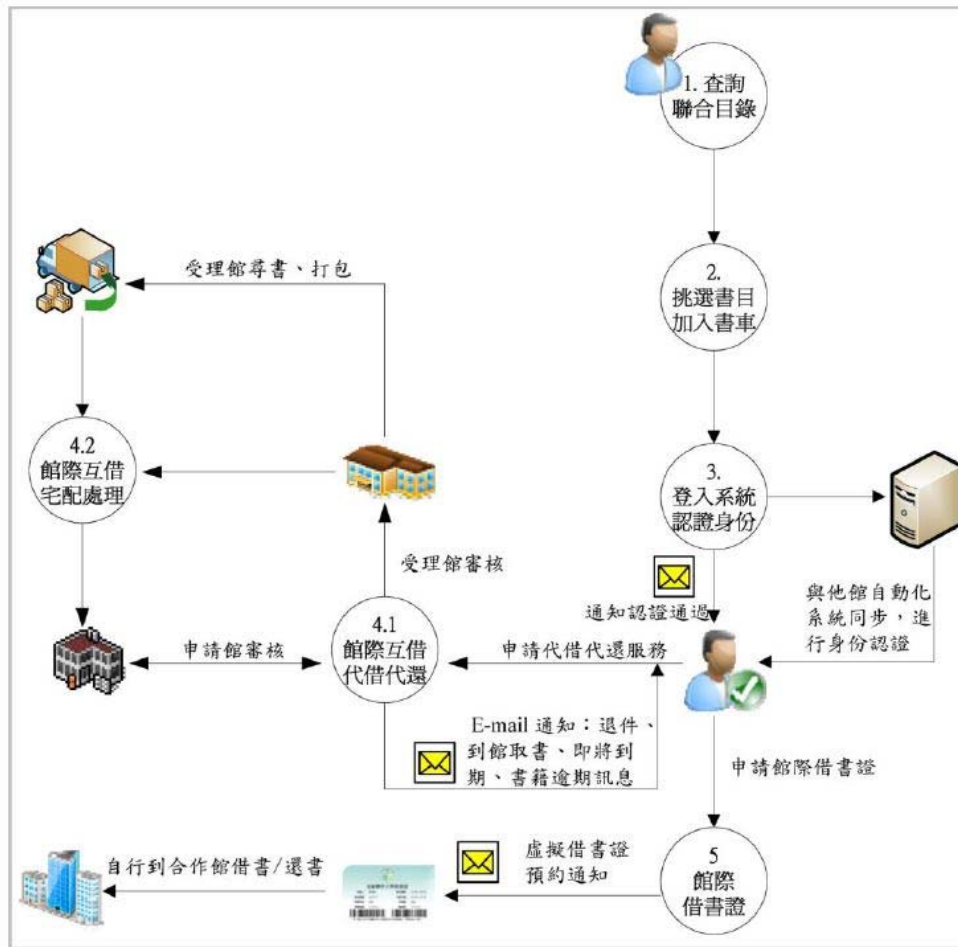 1. 查詢
聯合目錄
受理館尋書、打包
2.
挑選書目
加入書車
4.2
館際互借
宅配處理
3.
登入系統
認證身份
受理館審核
通知認證通過
與他館自動化
系統同步，進
行身份認證
4.1
館際互借
代借代還
申請館審核
申請代借代還服務
E-mail 通知：退件、
到館取書、即將到
期、書籍逾期訊息
申請館際借書證
自行到合作館借書/還書
虛擬借書證
預約通知
5
館際
借書證